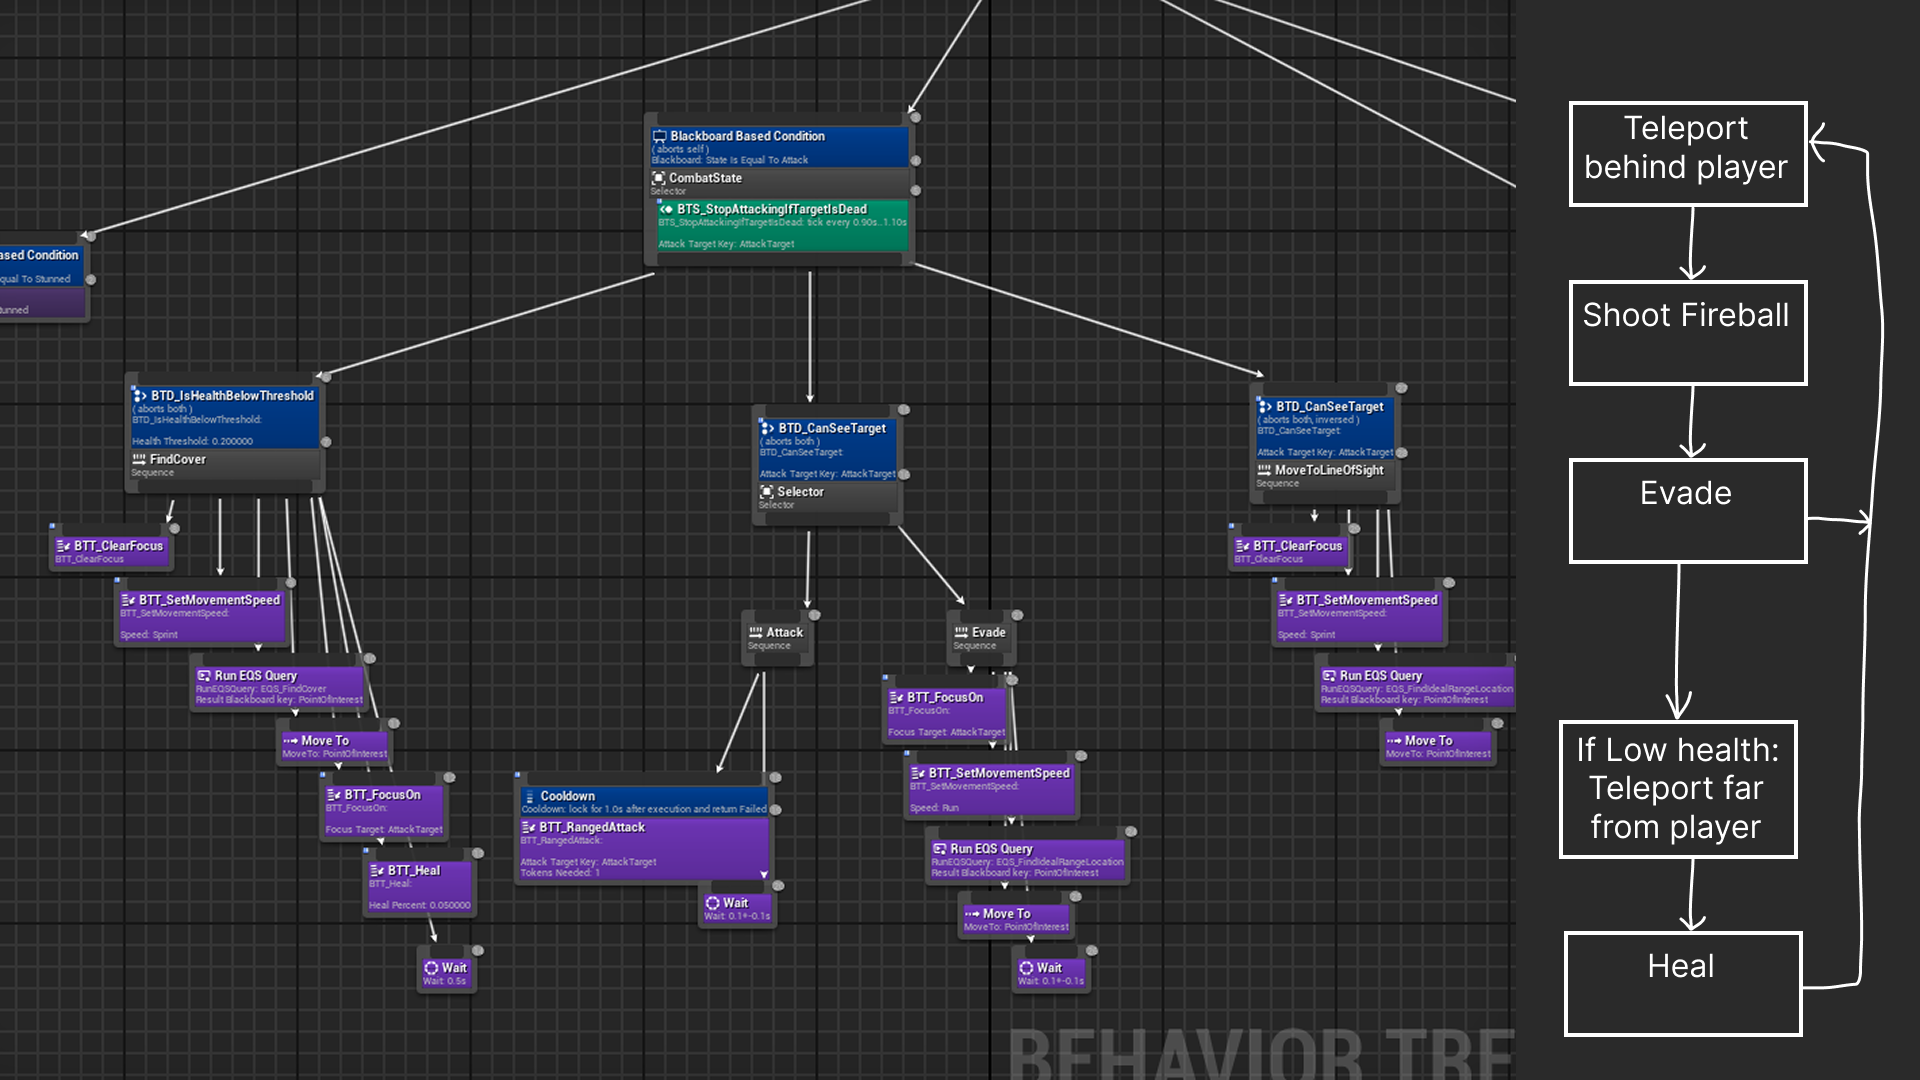 Blackboard Based Condition
( aborts self )
Blackboard: State Is Equal To Attack
CombatState
Selector
BTS_StopAttackingIfTargetIsDead
BTS_StopAttackingIfTargetIsDead: tick every 0.90s..1.10s
Attack Target Key: AttackTarget
ased Condition
qual To Stunned
unned
BTD_IsHealthBelowThreshold
( aborts both )
BTD_IsHealthBelowThreshold:
Health Threshold: 0.200000
FindCover
Sequence
BTT_ClearFocus
BTT_ClearFocus
BTT_SetMovementSpeed
BTT_SetMovementSpeed:
Speed: Sprint
Run EQS Query
RunEQSQuery: EQS_FindCover
Result Blackboard key: PointOfInterest
Move To
MoveTo: PointOfInterest
BTT_FocusOn
BTT_FocusOn:
Focus Target: AttackTarget
BTT_Heal
BTT_Heal:
Heal Percent: 0.050000
Wait
Wait: 0.5s
BTD_CanSeeTarget
( aborts both )
BTD_CanSeeTarget:
Attack Target Key: AttackTarget
Selector
Selector
Attack
Sequence
Cooldown
Cooldown: lock for 1.0s after execution and return Failed
BTT_RangedAttack
BTT_RangedAttack:
Attack Target Key: AttackTarget
Tokens Needed: 1
Wait
Wait: 0.1+-0.1s
Evade
Sequence
BTT_FocusOn
BTT_FocusOn:
Focus Target: AttackTarget
BTT_SetMovementSpeed
BTT_SetMovementSpeed:
Speed: Run
Run EQS Query
RunEQSQuery: EQS_FindIdealRangeLocation
Result Blackboard key: PointOfInterest
Move To
MoveTo: PointOfInterest
Wait
Wait: 0.1+-0.1s
BTD_CanSeeTarget
( aborts both, inversed )
BTD_CanSeeTarget:
Attack Target Key: AttackTarget
MoveToLineOfSight
Sequence
BTT_ClearFocus
BTT_ClearFocus
BTT_SetMovementSpeed
BTT_SetMovementSpeed:
Speed: Sprint
Run EQS Query
RunEQSQuery: EQS_FindIdealRangeLocation
Result Blackboard key: PointOfInterest
Move To
MoveTo: PointOfInterest
BEHAVIOR TRE
Teleport
behind player
Shoot Fireball
Evade
If Low health:
Teleport far
from player
Heal